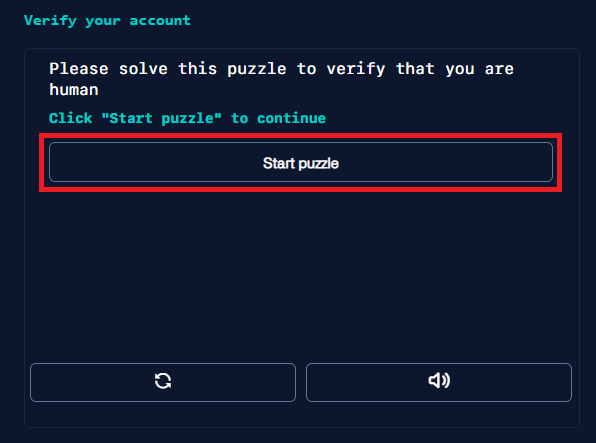 Verify your account
Please solve this puzzle to verify that you are
human
Click "Start puzzle" to continue
Start puzzle